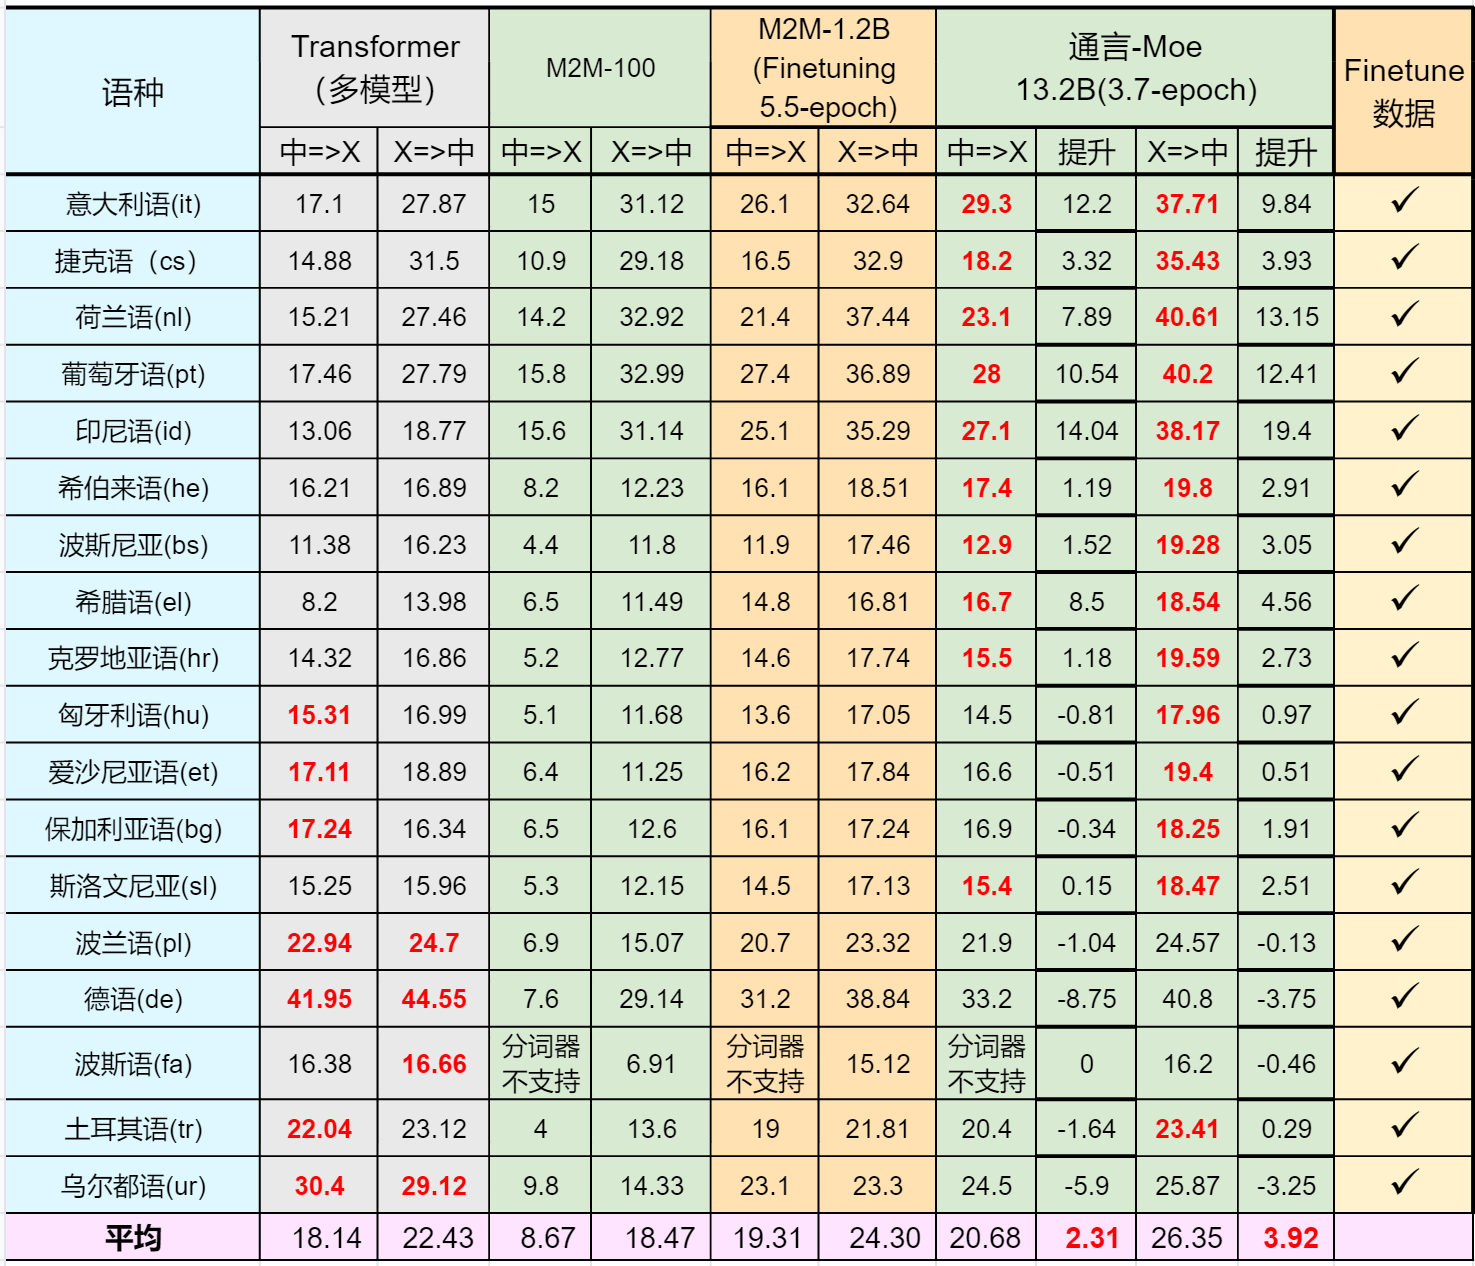 语种 Transformer（多模型） M2M-100 M2M-1.2B (Finetuning 5.5-epoch) 通言-Moe 13.2B(3.7-epoch) Finetune 数据
中=>X X=>中 中=>X X=>中 中=>X X=>中 中=>X 提升 X=>中 提升
意大利语(it) 17.1 27.87 15 31.12 26.1 32.64 29.3 12.2 37.71 9.84 ✓
捷克语（cs） 14.88 31.5 10.9 29.18 16.5 32.9 18.2 3.32 35.43 3.93 ✓
荷兰语(nl) 15.21 27.46 14.2 32.92 21.4 37.44 23.1 7.89 40.61 13.15 ✓
葡萄牙语(pt) 17.46 27.79 15.8 32.99 27.4 36.89 28 10.54 40.2 12.41 ✓
印尼语(id) 13.06 18.77 15.6 31.14 25.1 35.29 27.1 14.04 38.17 19.4 ✓
希伯来语(he) 16.21 16.89 8.2 12.23 16.1 18.51 17.4 1.19 19.8 2.91 ✓
波斯尼亚(bs) 11.38 16.23 4.4 11.8 11.9 17.46 12.9 1.52 19.28 3.05 ✓
希腊语(el) 8.2 13.98 6.5 11.49 14.8 16.81 16.7 8.5 18.54 4.56 ✓
克罗地亚语(hr) 14.32 16.86 5.2 12.77 14.6 17.74 15.5 1.18 19.59 2.73 ✓
匈牙利语(hu) 15.31 16.99 5.1 11.68 13.6 17.05 14.5 -0.81 17.96 0.97 ✓
爱沙尼亚语(et) 17.11 18.89 6.4 11.25 16.2 17.84 16.6 -0.51 19.4 0.51 ✓
保加利亚语(bg) 17.24 16.34 6.5 12.6 16.1 17.24 16.9 -0.34 18.25 1.91 ✓
斯洛文尼亚(sl) 15.25 15.96 5.3 12.15 14.5 17.13 15.4 0.15 18.47 2.51 ✓
波兰语(pl) 22.94 24.7 6.9 15.07 20.7 23.32 21.9 -1.04 24.57 -0.13 ✓
德语(de) 41.95 44.55 7.6 29.14 31.2 38.84 33.2 -8.75 40.8 -3.75 ✓
波斯语(fa) 16.38 16.66 分词器不支持 6.91 分词器不支持 15.12 分词器不支持 0 16.2 -0.46 ✓
土耳其语(tr) 22.04 23.12 4 13.6 19 21.81 20.4 -1.64 23.41 0.29 ✓
乌尔都语(ur) 30.4 29.12 9.8 14.33 23.1 23.3 24.5 -5.9 25.87 -3.25 ✓
平均 18.14 22.43 8.67 18.47 19.31 24.30 20.68 2.31 26.35 3.92